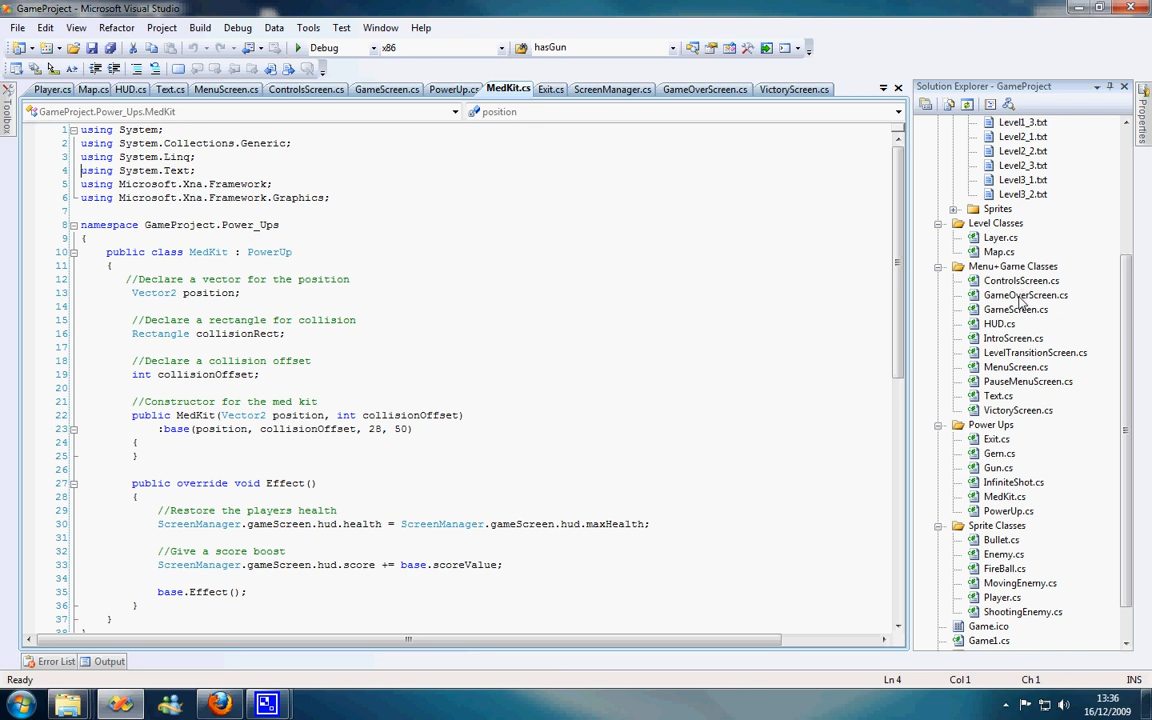 GameProject - Microsoft Visual Studio
File Edit View Refactor Project Build Debug Data Tools Test Window Help
Debug x86 hasGun
Player.cs Map.cs HUD.cs Text.cs MenuScreen.cs ControlsScreen.cs GameScreen.cs PowerUp.cs MedKit.cs Exit.cs ScreenManager.cs GameOverScreen.cs VictoryScreen.cs
Toolbox
GameProject.Power_Ups.MedKit position
1 using System;
2 using System.Collections.Generic;
3 using System.Linq;
4 using System.Text;
5 using Microsoft.Xna.Framework;
6 using Microsoft.Xna.Framework.Graphics;
7
8 namespace GameProject.Power_Ups
9 {
10 public class MedKit : PowerUp
11 {
12 //Declare a vector for the position
13 Vector2 position;
14
15 //Declare a rectangle for collision
16 Rectangle collisionRect;
17
18 //Declare a collision offset
19 int collisionOffset;
20
21 //Constructor for the med kit
22 public MedKit(Vector2 position, int collisionOffset)
23 :base(position, collisionOffset, 28, 50)
24 {
25 }
26
27 public override void Effect()
28 {
29 //Restore the players health
30 ScreenManager.gameScreen.hud.health = ScreenManager.gameScreen.hud.maxHealth;
31
32 //Give a score boost
33 ScreenManager.gameScreen.hud.score += base.scoreValue;
34
35 base.Effect();
36 }
37 }
38 }
Solution Explorer - GameProject
Level1_3.txt
Level2_1.txt
Level2_2.txt
Level2_3.txt
Level3_1.txt
Level3_2.txt
Sprites
Level Classes
Layer.cs
Map.cs
Menu+Game Classes
ControlsScreen.cs
GameOverScreen.cs
GameScreen.cs
HUD.cs
IntroScreen.cs
LevelTransitionScreen.cs
MenuScreen.cs
PauseMenuScreen.cs
Text.cs
VictoryScreen.cs
Power Ups
Exit.cs
Gem.cs
Gun.cs
InfiniteShot.cs
MedKit.cs
PowerUp.cs
Sprite Classes
Bullet.cs
Enemy.cs
FireBall.cs
MovingEnemy.cs
Player.cs
ShootingEnemy.cs
Game.ico
Game1.cs
Properties
Error List Output
Ready Ln 4 Col 1 Ch 1 INS
13:36
16/12/2009